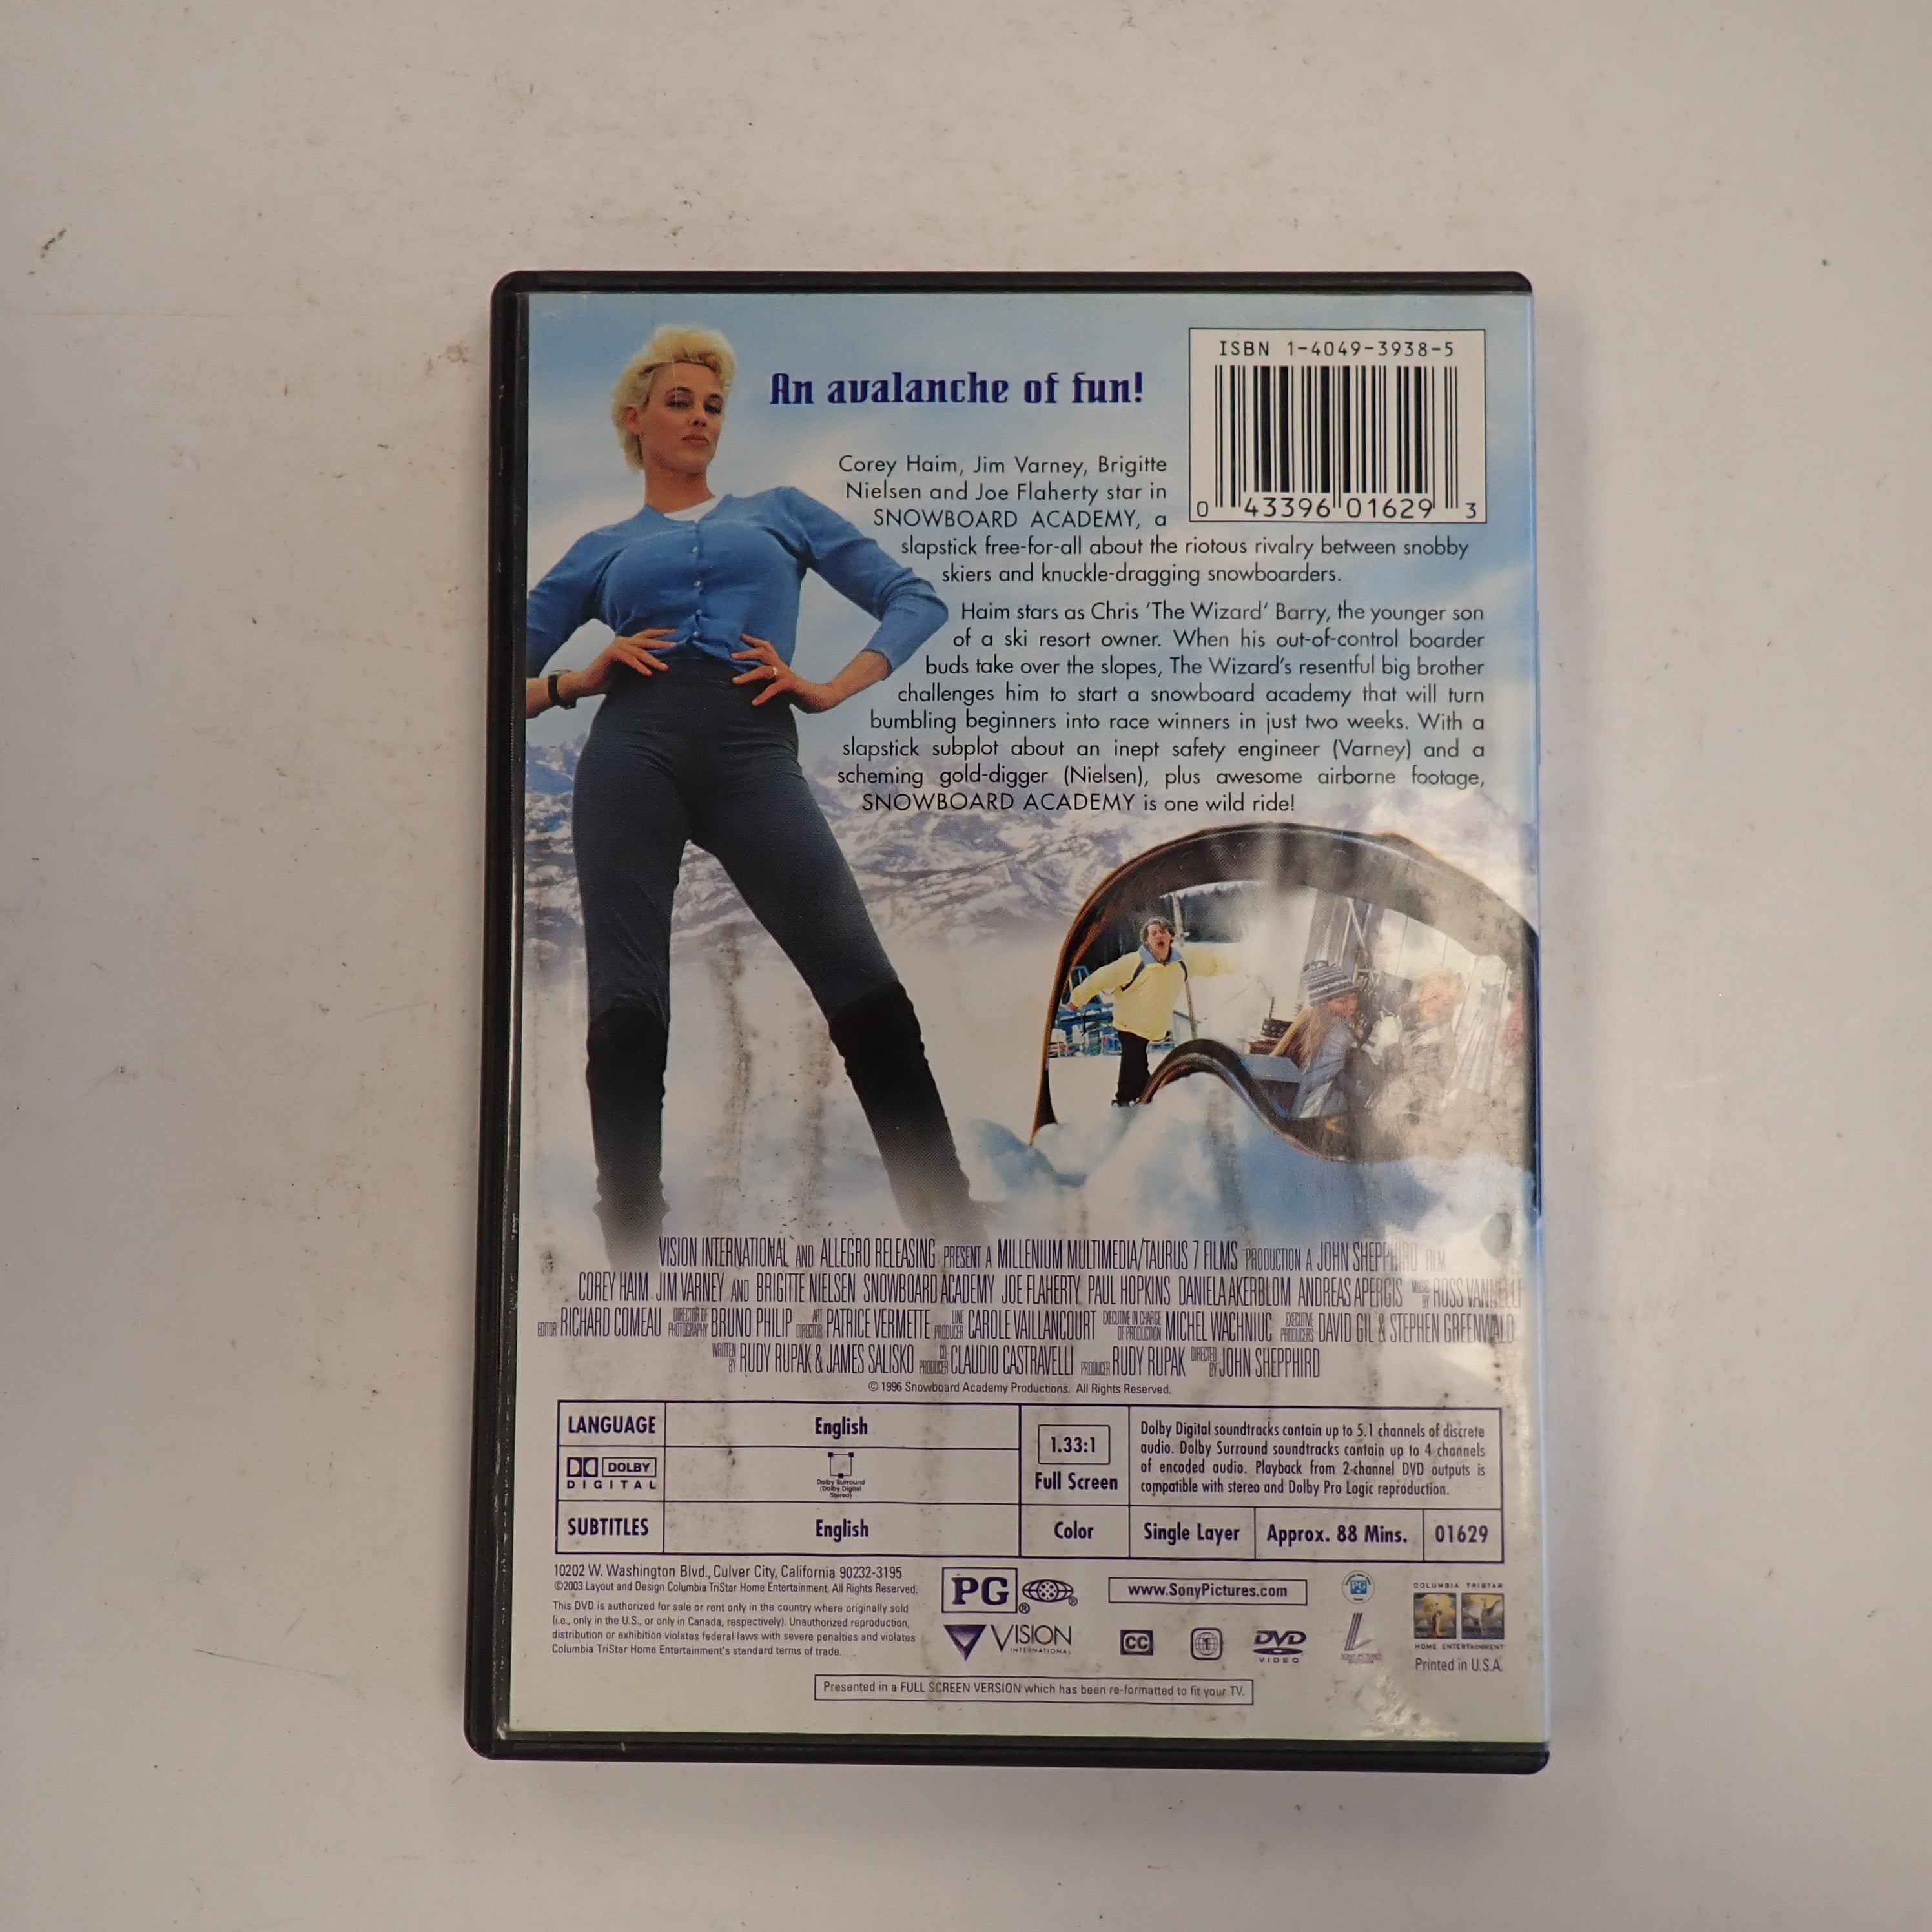 An avalanche of fun!
ISBN 1-4049-3938-5
0 43396 01629 3
Corey Haim, Jim Varney, Brigitte
Nielsen and Joe Flaherty star in
SNOWBOARD ACADEMY, a
slapstick free-for-all about the riotous rivalry between snobby
skiers and knuckle-dragging snowboarders.
Haim stars as Chris 'The Wizard' Barry, the younger son
of a ski resort owner. When his out-of-control boarder
buds take over the slopes, The Wizard's resentful big brother
challenges him to start a snowboard academy that will turn
bumbling beginners into race winners in just two weeks. With a
slapstick subplot about an inept safety engineer (Varney) and a
scheming gold-digger (Nielsen), plus awesome airborne footage,
SNOWBOARD ACADEMY is one wild ride!
VISION INTERNATIONAL AND ALLEGRO RELEASING PRESENT A MILLENIUM MULTIMEDIA/TAURUS 7 FILMS PRODUCTION A JOHN SHEPPHIRD FILM
COREY HAIM JIM VARNEY AND BRIGITTE NIELSEN SNOWBOARD ACADEMY JOE FLAHERTY PAUL HOPKINS DANIELA AKERBLOM ANDREAS APERGIS MUSIC BY ROSS VANNELLI
EDITOR RICHARD COMEAU DIRECTOR OF PHOTOGRAPHY BRUNO PHILIP ART DIRECTOR PATRICE VERMETTE LINE PRODUCER CAROLE VAILLANCOURT EXECUTIVE IN CHARGE OF PRODUCTION MICHEL WACHNIUC EXECUTIVE PRODUCERS DAVID GIL & STEPHEN GREENWALD
WRITTEN BY RUDY RUPAK & JAMES SALISKO CO-PRODUCER CLAUDIO CASTRAVELLI PRODUCER RUDY RUPAK DIRECTED BY JOHN SHEPPHIRD
© 1996 Snowboard Academy Productions. All Rights Reserved.
LANGUAGE English
DOLBY DIGITAL
Dolby Surround
(Dolby Digital
Stereo)
SUBTITLES English
1.33:1
Full Screen
Color
Dolby Digital soundtracks contain up to 5.1 channels of discrete
audio. Dolby Surround soundtracks contain up to 4 channels
of encoded audio. Playback from 2-channel DVD outputs is
compatible with stereo and Dolby Pro Logic reproduction.
Single Layer Approx. 88 Mins. 01629
10202 W. Washington Blvd., Culver City, California 90232-3195
©2003 Layout and Design Columbia TriStar Home Entertainment. All Rights Reserved.
This DVD is authorized for sale or rent only in the country where originally sold
(i.e., only in the U.S., or only in Canada, respectively). Unauthorized reproduction,
distribution or exhibition violates federal laws with severe penalties and violates
Columbia TriStar Home Entertainment's standard terms of trade.
PG ® ®
VISION
INTERNATIONAL
www.SonyPictures.com
CC
1
DVD
VIDEO
PG
COLUMBIA TRISTAR
HOME ENTERTAINMENT
Printed in U.S.A.
Presented in a FULL SCREEN VERSION which has been re-formatted to fit your TV.